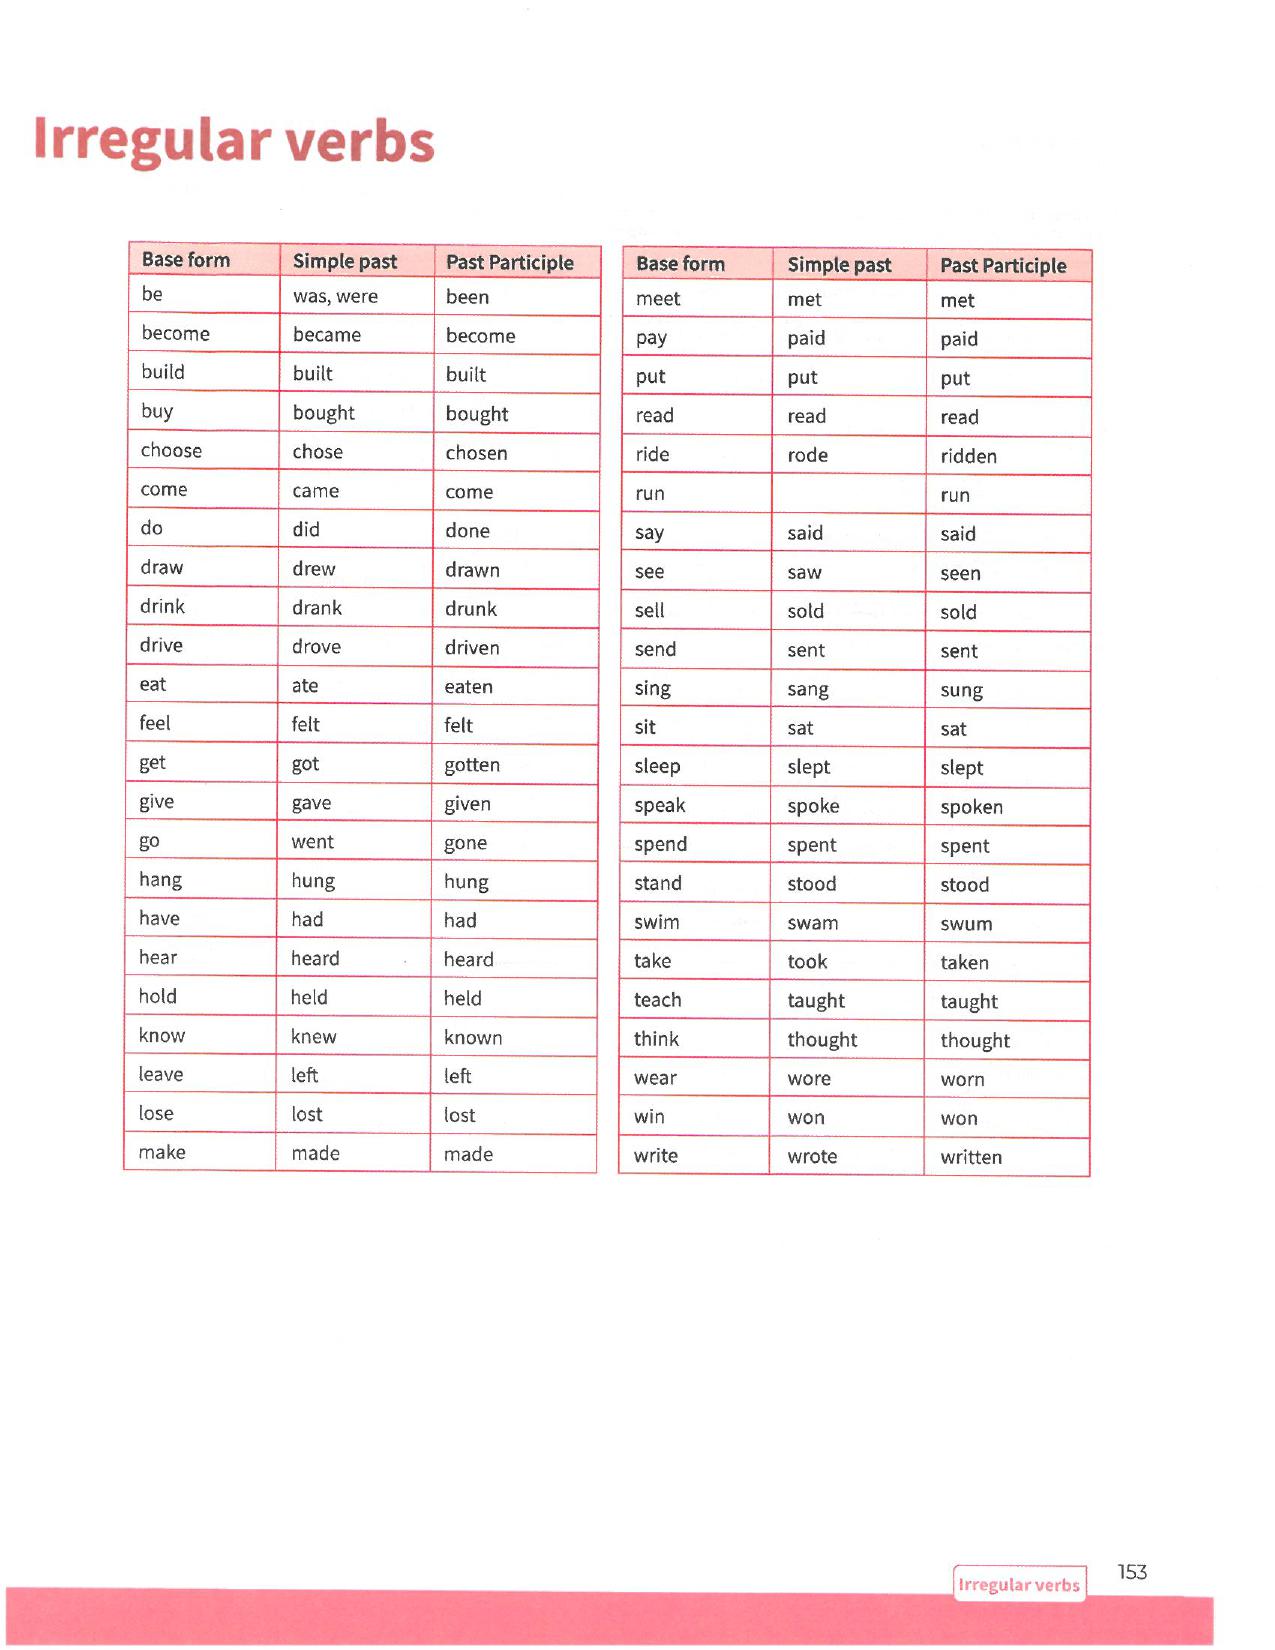 Irregular verbs
Base form Simple past Past Participle
be was, were been
become became become
build built built
buy bought bought
choose chose chosen
come came come
do did done
draw drew drawn
drink drank drunk
drive drove driven
eat ate eaten
feel felt felt
get got gotten
give gave given
go went gone
hang hung hung
have had had
hear heard heard
hold held held
know knew known
leave left left
lose lost lost
make made made
Base form Simple past Past Participle
meet met met
pay paid paid
put put put
read read read
ride rode ridden
run run
say said said
see saw seen
sell sold sold
send sent sent
sing sang sung
sit sat sat
sleep slept slept
speak spoke spoken
spend spent spent
stand stood stood
swim swam swum
take took taken
teach taught taught
think thought thought
wear wore worn
win won won
write wrote written
Irregular verbs 153